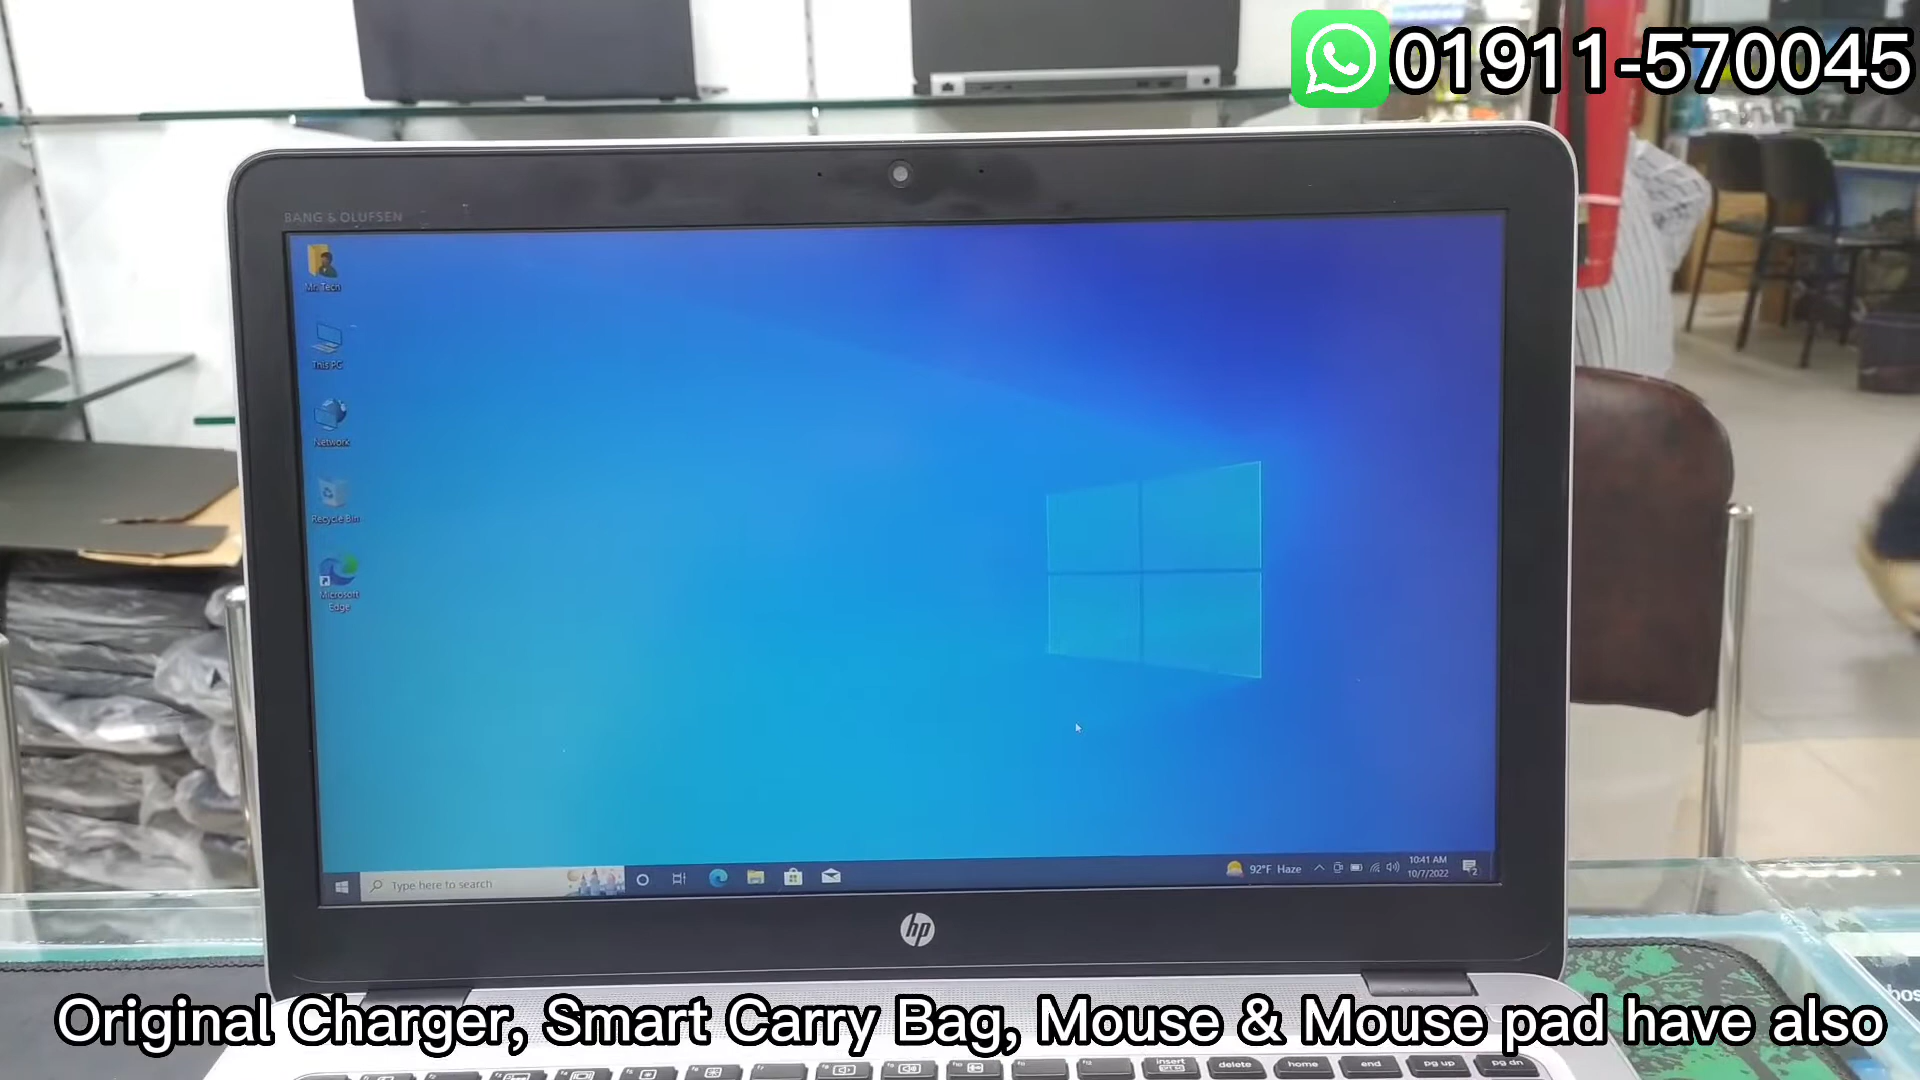 01911-570045
BANG & OLUFSEN
Mr. Tech
This PC
Network
Recycle Bin
Microsoft
Edge
Type here to search
92°F Haze
10:41 AM
10/7/2022
2
hp
Original Charger, Smart Carry Bag, Mouse & Mouse pad have also
insert
delete
home
end
pg up
pg dn